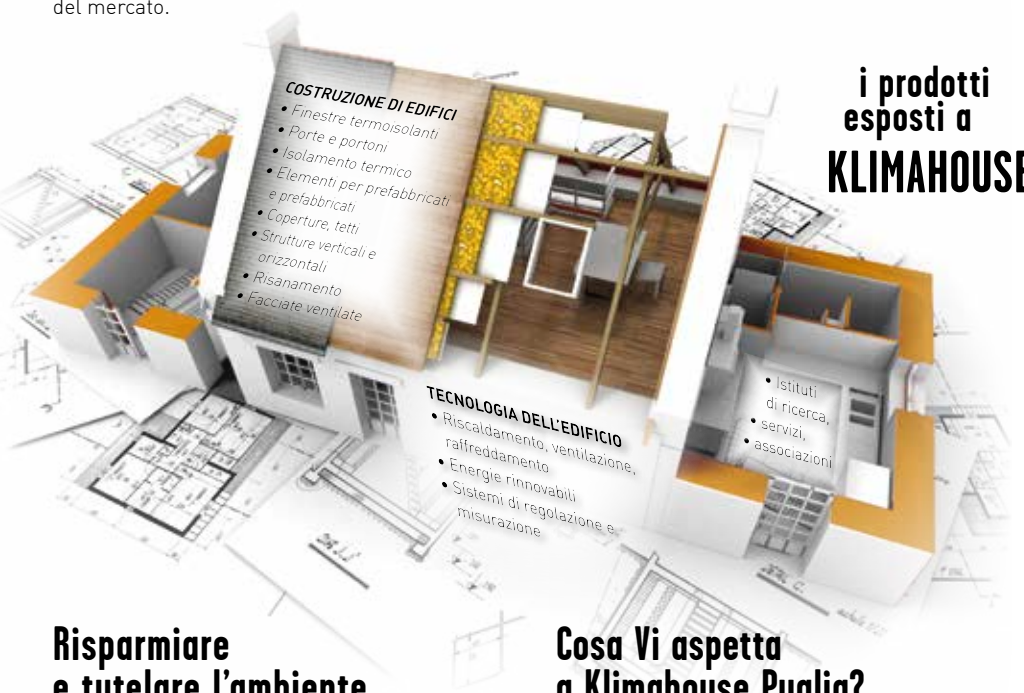 del mercato.
i prodotti
esposti a
KLIMAHOUSE
COSTRUZIONE DI EDIFICI
• Finestre termoisolanti
• Porte e portoni
• Isolamento termico
• Elementi per prefabbricati
e prefabbricati
• Coperture, tetti
• Strutture verticali e
orizzontali
• Risanamento
• Facciate ventilate
TECNOLOGIA DELL'EDIFICIO
• Riscaldamento, ventilazione,
raffreddamento
• Energie rinnovabili
• Sistemi di regolazione e
misurazione
• Istituti
di ricerca,
• servizi,
• associazioni
Risparmiare
e tutelare l'ambiente
Cosa Vi aspetta
a Klimahouse Puglia?